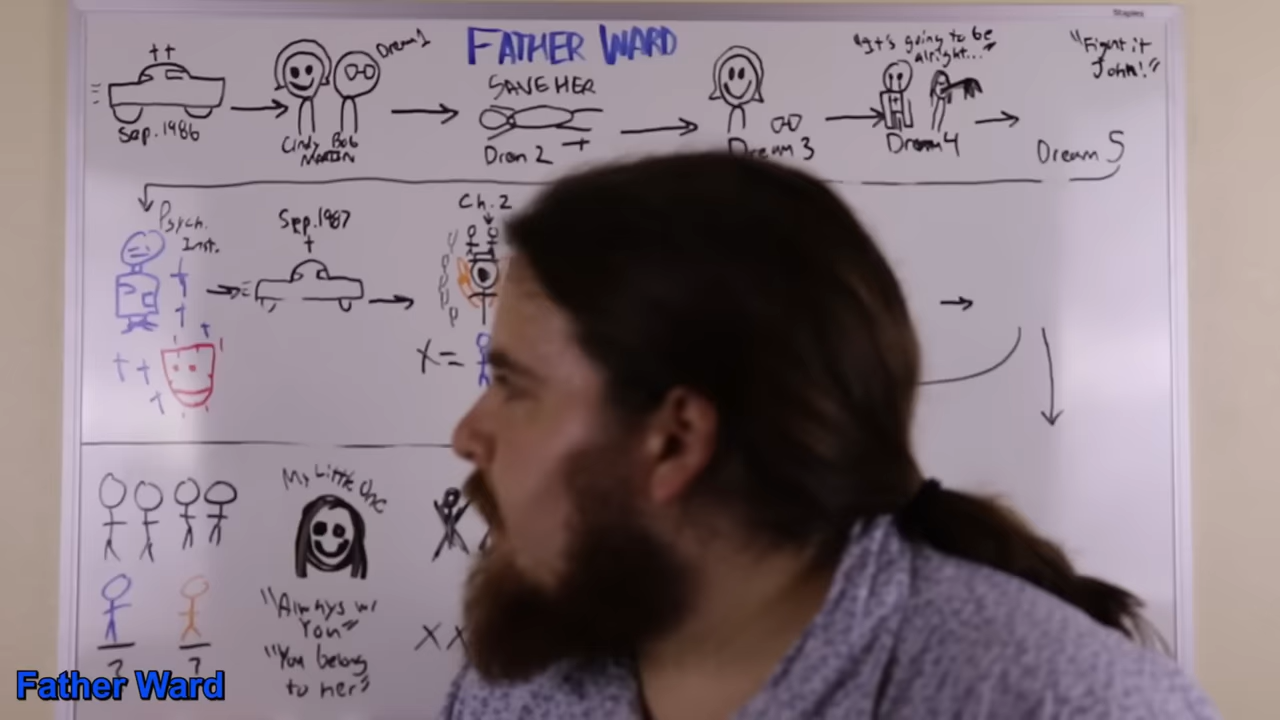 Staples
FATHER WARD
Dream 1
"It's going to be
alright..."
"Fight it
John!"
SAVE HER
Sep. 1986
Cindy Bob
MARTIN
Dream 2
Dream 3
Dream 4
Dream 5
Psych.
Inst.
Sep. 1987
Ch. 2
X =
My Little One
"Always w/
You"
"You belong
to her"
X X
? ?
Father Ward